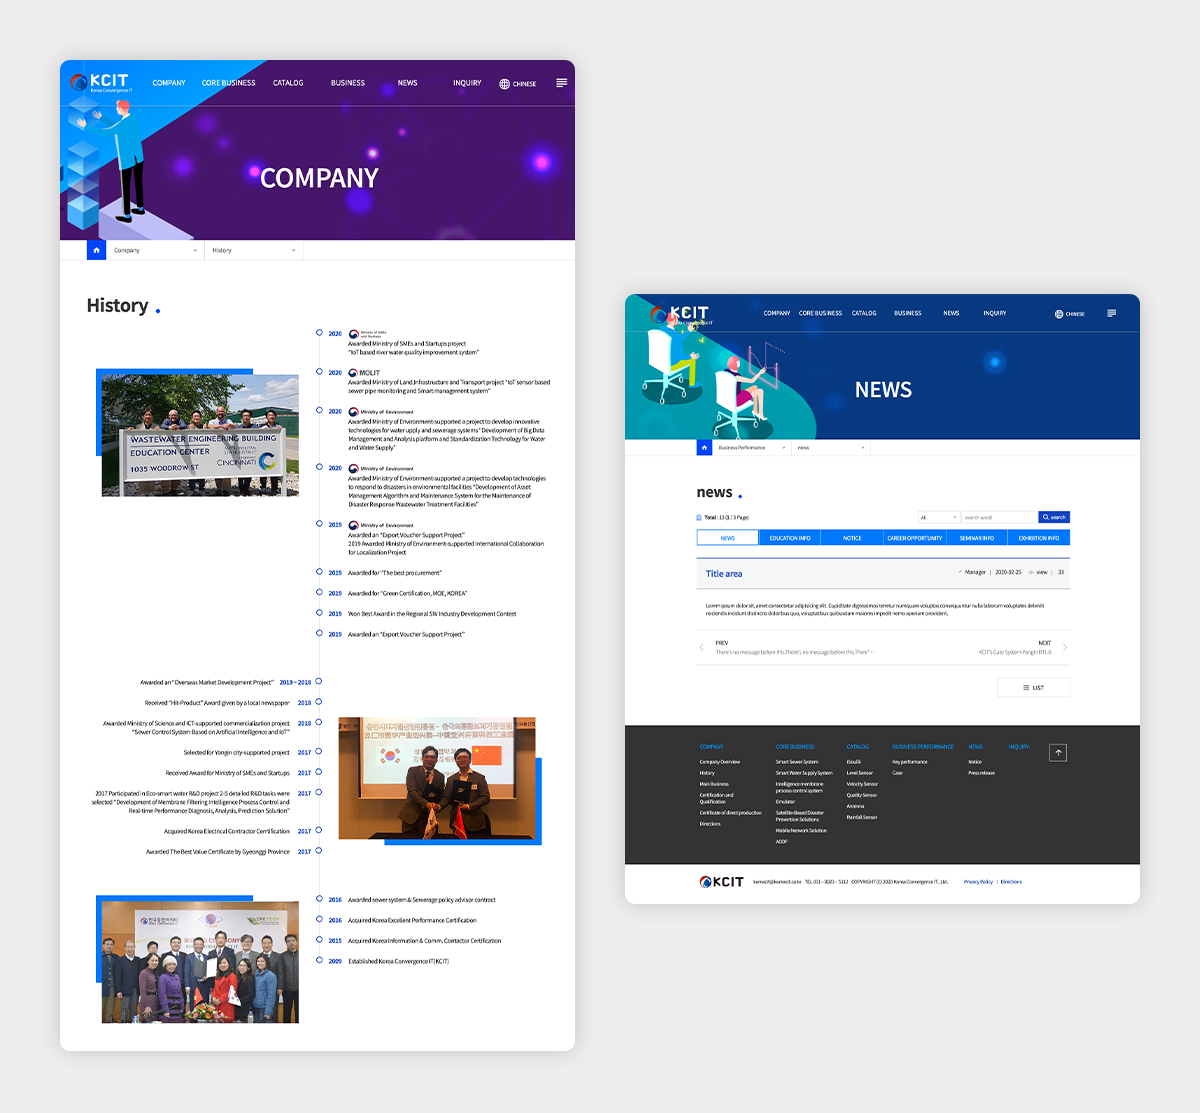 KCIT
Korea Convergence IT
COMPANY
CORE BUSINESS
CATALOG
BUSINESS
NEWS
INQUIRY
CHINESE
COMPANY
Company
History
History
2020
Ministry of SMEs
and Startups
Awarded Ministry of SMEs and Startups project
"IoT based river water quality improvement system"
2020
MOLIT
Awarded Ministry of Land,Infrastructure and Transport project "IoT sensor based
sewer pipe monitoring and Smart management system"
2020
Ministry of Environment
Awarded Ministry of Environment-supported a project to develop innovative
technologies for water upply and sewerage systems" Development of Big Data
Management and Analysis platform and Standardization Technology for Water
and Water Supply"
2020
Ministry of Environment
Awarded Ministry of Environment-supported a project to develop technologies
to respond to disasters in environmental facilities "Development of Asset
Management Algorithm and Maintenance System for the Maintenance of
Disaster Response Wastewater Treatment Facilities"
2019
Ministry of Environment
Awarded an "Export Voucher Support Project"
2019 Awarded Ministry of Environment-supported International Collaboration
for Localization Project
2019 Awarded for "The best procurement"
2019 Awarded for "Green Certification, MOE, KOREA"
2019 Won Best Award in the Regional SW Industry Development Contest
2019 Awarded an "Export Voucher Support Project"
WASTEWATER ENGINEERING BUILDING
EDUCATION CENTER
1035 WOODROW ST
CINCINNATI
Awarded an "Overseas Market Development Project" 2019 ~ 2018
Received "Hit-Product" Award given by a local newspaper 2018
Awarded Ministry of Science and ICT-supported commercialization project 2018
"Sewer Control System Based on Artificial Intelligence and IoT"
Selected for Yongin city-supported project 2017
Received Award for Ministry of SMEs and Startups 2017
2017 Participated in Eco-smart water R&D project 2-5 detailed R&D tasks were 2017
selected "Development of Membrane Filtering Intelligence Process Control and
Real-time Performance Diagnosis, Analysis, Prediction Solution"
Acquired Korea Electrical Contractor Cerntification 2017
Awarded The Best Value Certificate by Gyeonggi Province 2017
2016 Awarded sewer system & Sewerage policy advisor contract
2016 Acquired Korea Excellent Performance Certification
2015 Acquired Korea Information & Comm. Contactor Certification
2009 Established Korea Convergence IT(KCIT)
KCIT
Korea Convergence IT
COMPANY
CORE BUSINESS
CATALOG
BUSINESS
NEWS
INQUIRY
CHINESE
NEWS
Business Performance
news
news
Total : 13 (1 / 3 Page)
All
search word
search
NEWS
EDUCATION INFO
NOTICE
CAREER OPPORTUNITY
SEMINAR INFO
EXHIBITION INFO
Title area
Manager | 2020-02-25 view | 33
Lorem ipsum dolor sit, amet consectetur adipisicing elit. Cupiditate dignissimos tenetur numquam voluptas consequuntur nulla laborum voluptates deleniti
reiciendis incidunt distinctio doloribus quo, voluptatibus quibusdam maiores impedit nemo aperiam provident.
PREV
There's no message before this.There's no message before this.There'···
NEXT
KCIT's Gate System-Yongin BTL 6
LIST
COMPANY
Company Overview
History
Main Business
Certification and
Qualification
Certificate of direct production
Directions
CORE BUSINESS
Smart Sewer System
Smart Water Supply System
Intelligence membrane
process control system
Emulator
Satellite-Based Disaster
Prevention Solutions
Mobile Network Solution
AODF
CATALOG
iSoulik
Level Sensor
Velocity Sensor
Quality Sensor
Antenna
Rainfall Sensor
BUSINESS PERFORMANCE
Key performance
Case
NEWS
Notice
Press release
INQUIRY
KCIT
koreacit@koreacit.co.kr TEL 031 - 8023 - 5112 COPYRIGHT (C) 2020 Korea Convergence IT., Ltd.
Privacy Policy | Directions